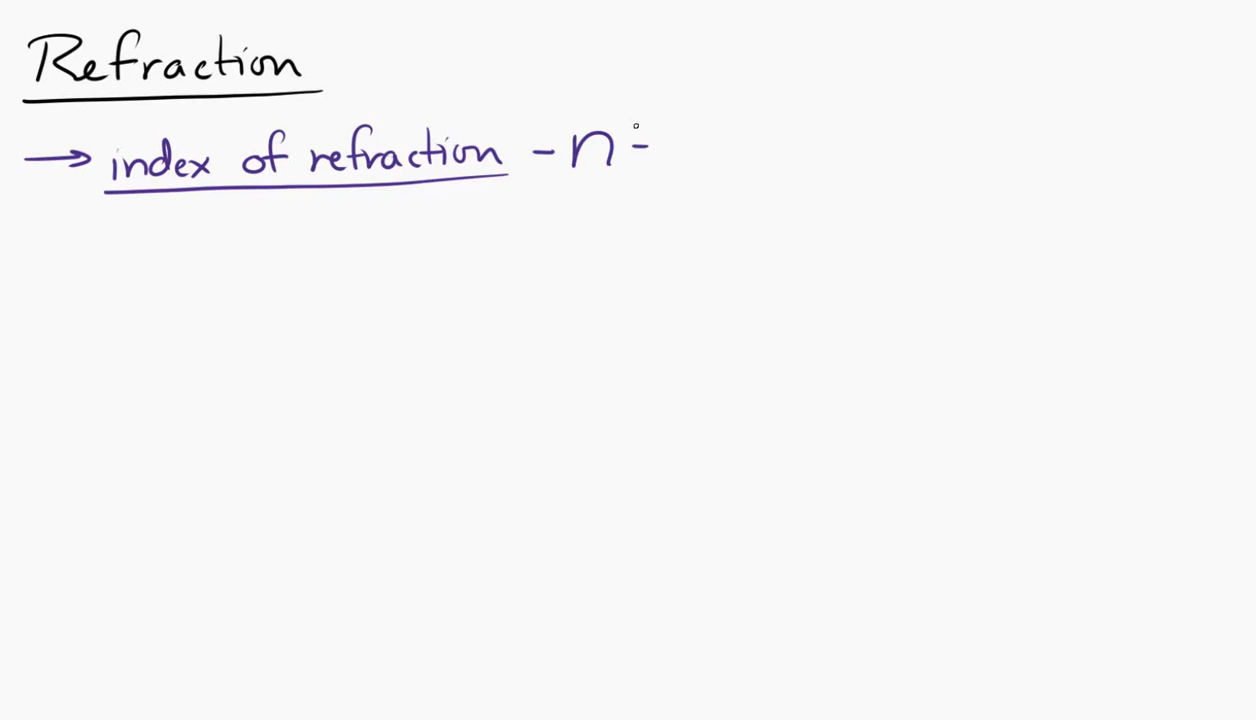 Refraction
→ index of refraction - n -